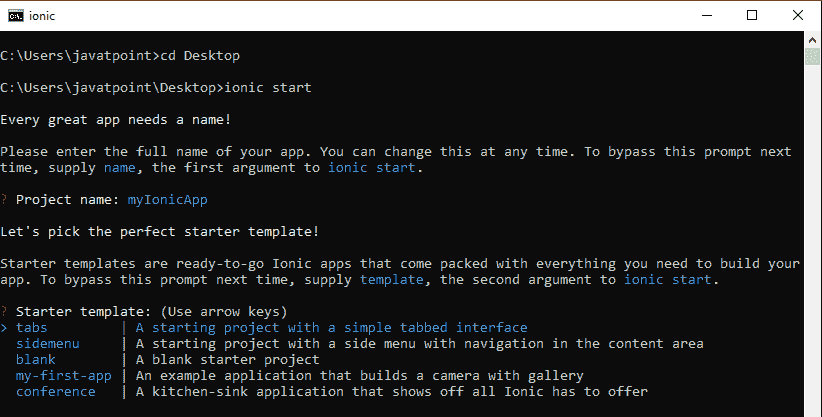 ionic
C:\Users\javatpoint>cd Desktop
C:\Users\javatpoint\Desktop>ionic start
Every great app needs a name!
Please enter the full name of your app. You can change this at any time. To bypass this prompt next
time, supply name, the first argument to ionic start.
? Project name: myIonicApp
Let's pick the perfect starter template!
Starter templates are ready-to-go Ionic apps that come packed with everything you need to build your
app. To bypass this prompt next time, supply template, the second argument to ionic start.
? Starter template: (Use arrow keys)
> tabs         | A starting project with a simple tabbed interface
  sidemenu     | A starting project with a side menu with navigation in the content area
  blank        | A blank starter project
  my-first-app | An example application that builds a camera with gallery
  conference   | A kitchen-sink application that shows off all Ionic has to offer